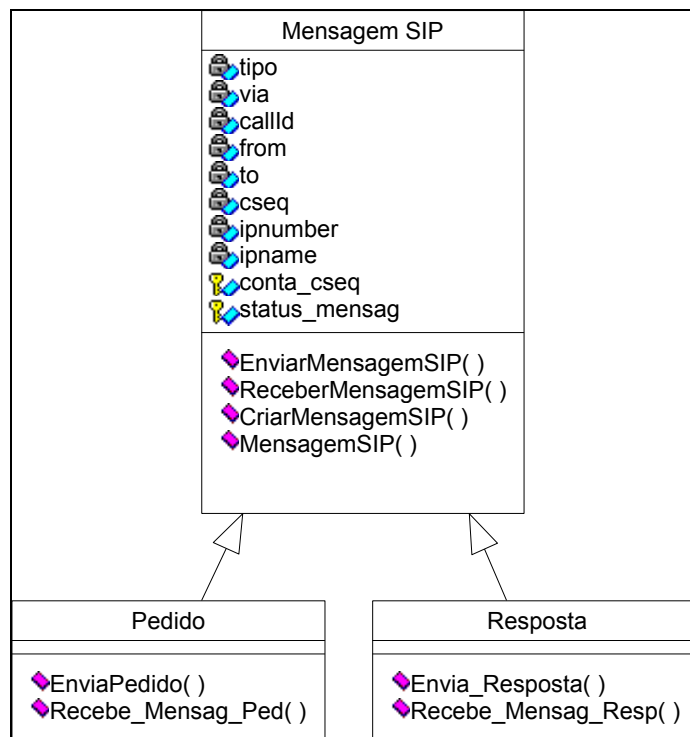 Mensagem SIP
tipo
via
callId
from
to
cseq
ipnumber
ipname
conta_cseq
status_mensag
EnviarMensagemSIP( )
ReceberMensagemSIP( )
CriarMensagemSIP( )
MensagemSIP( )
Pedido
EnviaPedido( )
Recebe_Mensag_Ped( )
Resposta
Envia_Resposta( )
Recebe_Mensag_Resp( )